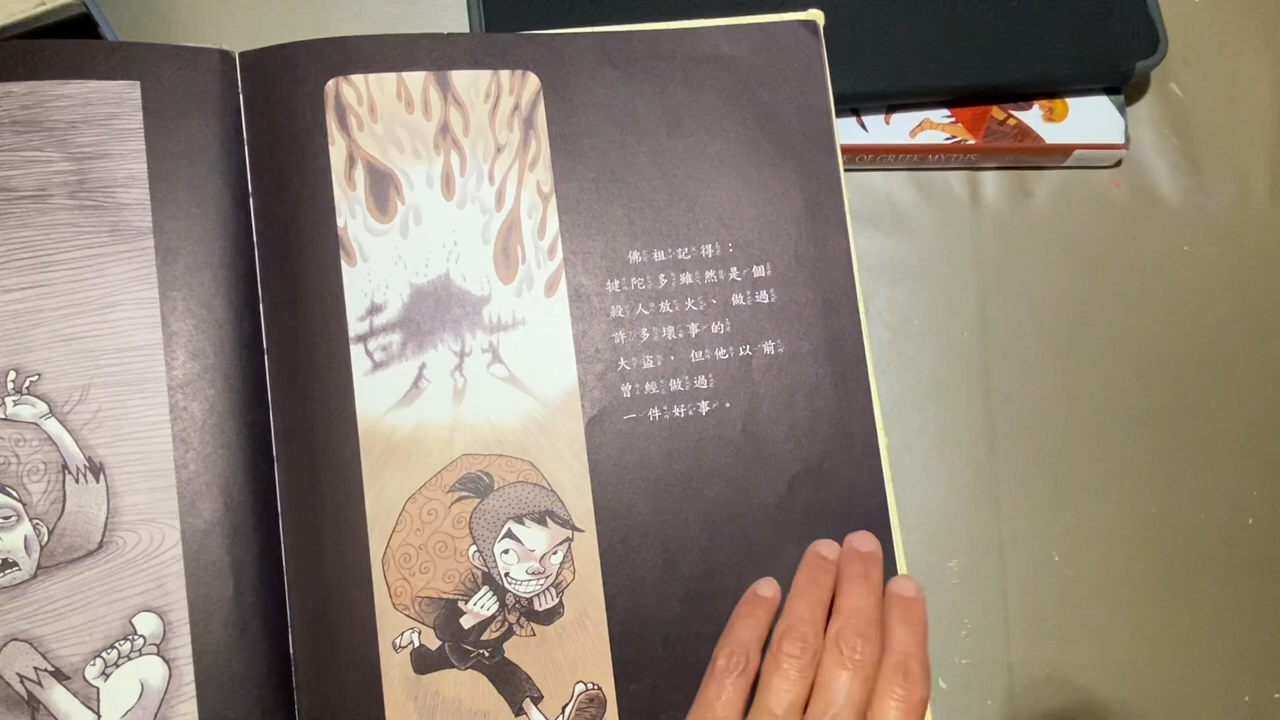 佛祖記得：
犍陀多雖然是個
殺人放火、做過
許多壞事的
大盜，但他以前
曾經做過
一件好事。
K OF GREEK MYTHS